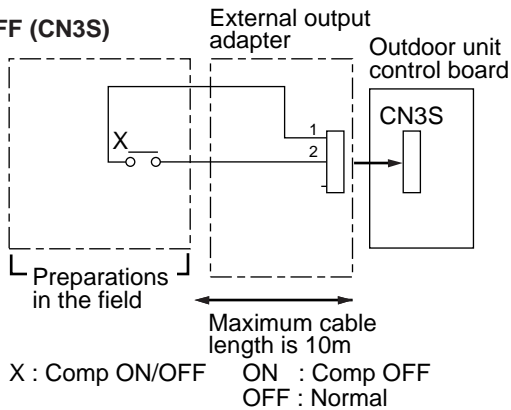 FF (CN3S)
External output
adapter
Outdoor unit
control board
CN3S
X
1
2
Preparations
in the field
Maximum cable
length is 10m
X : Comp ON/OFF ON : Comp OFF
OFF : Normal